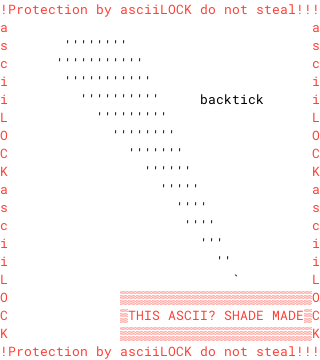 !Protection by asciiLOCK do not steal!!!
a                                      a
s       ''''''''                       s
c      '''''''''''                     c
i       '''''''''''                    i
i         ''''''''''     backtick      i
L           '''''''''                  L
O             ''''''''                 O
C               '''''''                C
K                 ''''''               K
a                   '''''              a
s                     ''''             s
c                      ''''            c
i                        '''           i
i                          ''          i
L                            `         L
O              ▒▒▒▒▒▒▒▒▒▒▒▒▒▒▒▒▒▒▒▒▒▒▒▒O
C              ▒THIS ASCII? SHADE MADE▒C
K              ▒▒▒▒▒▒▒▒▒▒▒▒▒▒▒▒▒▒▒▒▒▒▒▒K
!Protection by asciiLOCK do not steal!!!